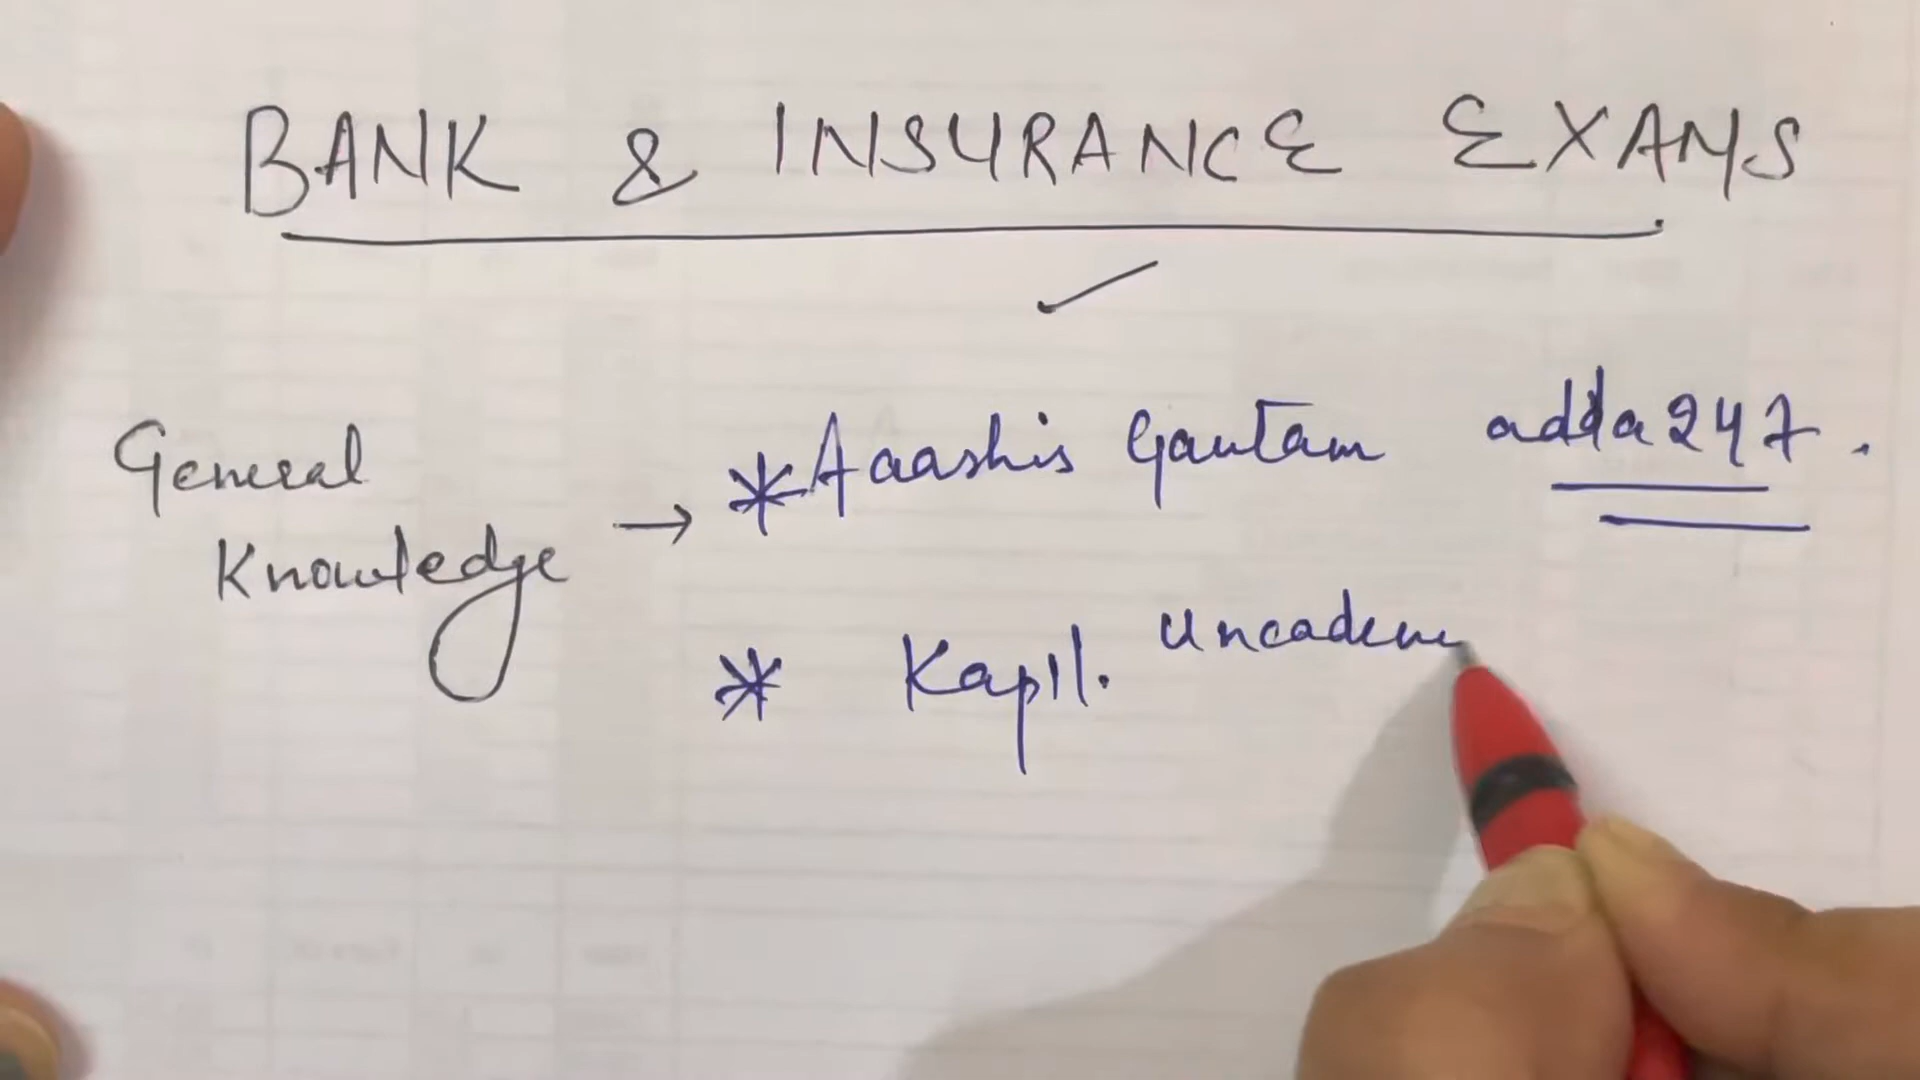 BANK & INSURANCE EXAMS
General
Knowledge → * Aaashis Gautam adda247.
* Kapil. Uncadem